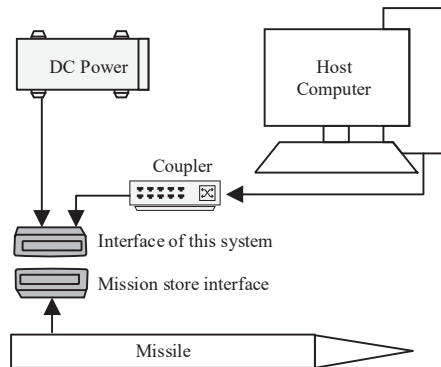 DC Power
Host
Computer
Coupler
Interface of this system
Mission store interface
Missile